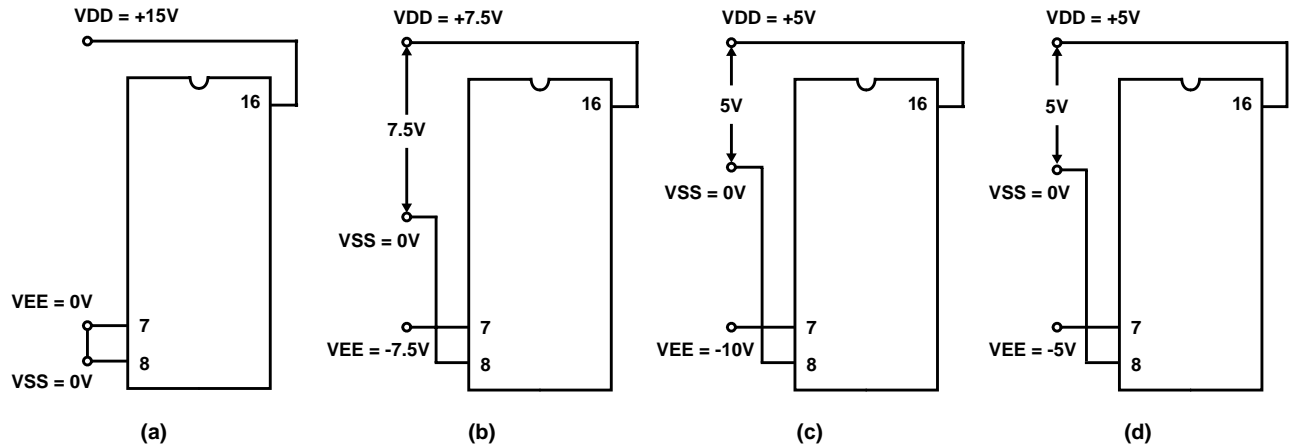 VDD = +15V
16
VEE = 0V
7
8
VSS = 0V
(a)
VDD = +7.5V
16
7.5V
VSS = 0V
7
VEE = -7.5V
8
(b)
VDD = +5V
16
5V
VSS = 0V
7
VEE = -10V
8
(c)
VDD = +5V
16
5V
VSS = 0V
7
VEE = -5V
8
(d)